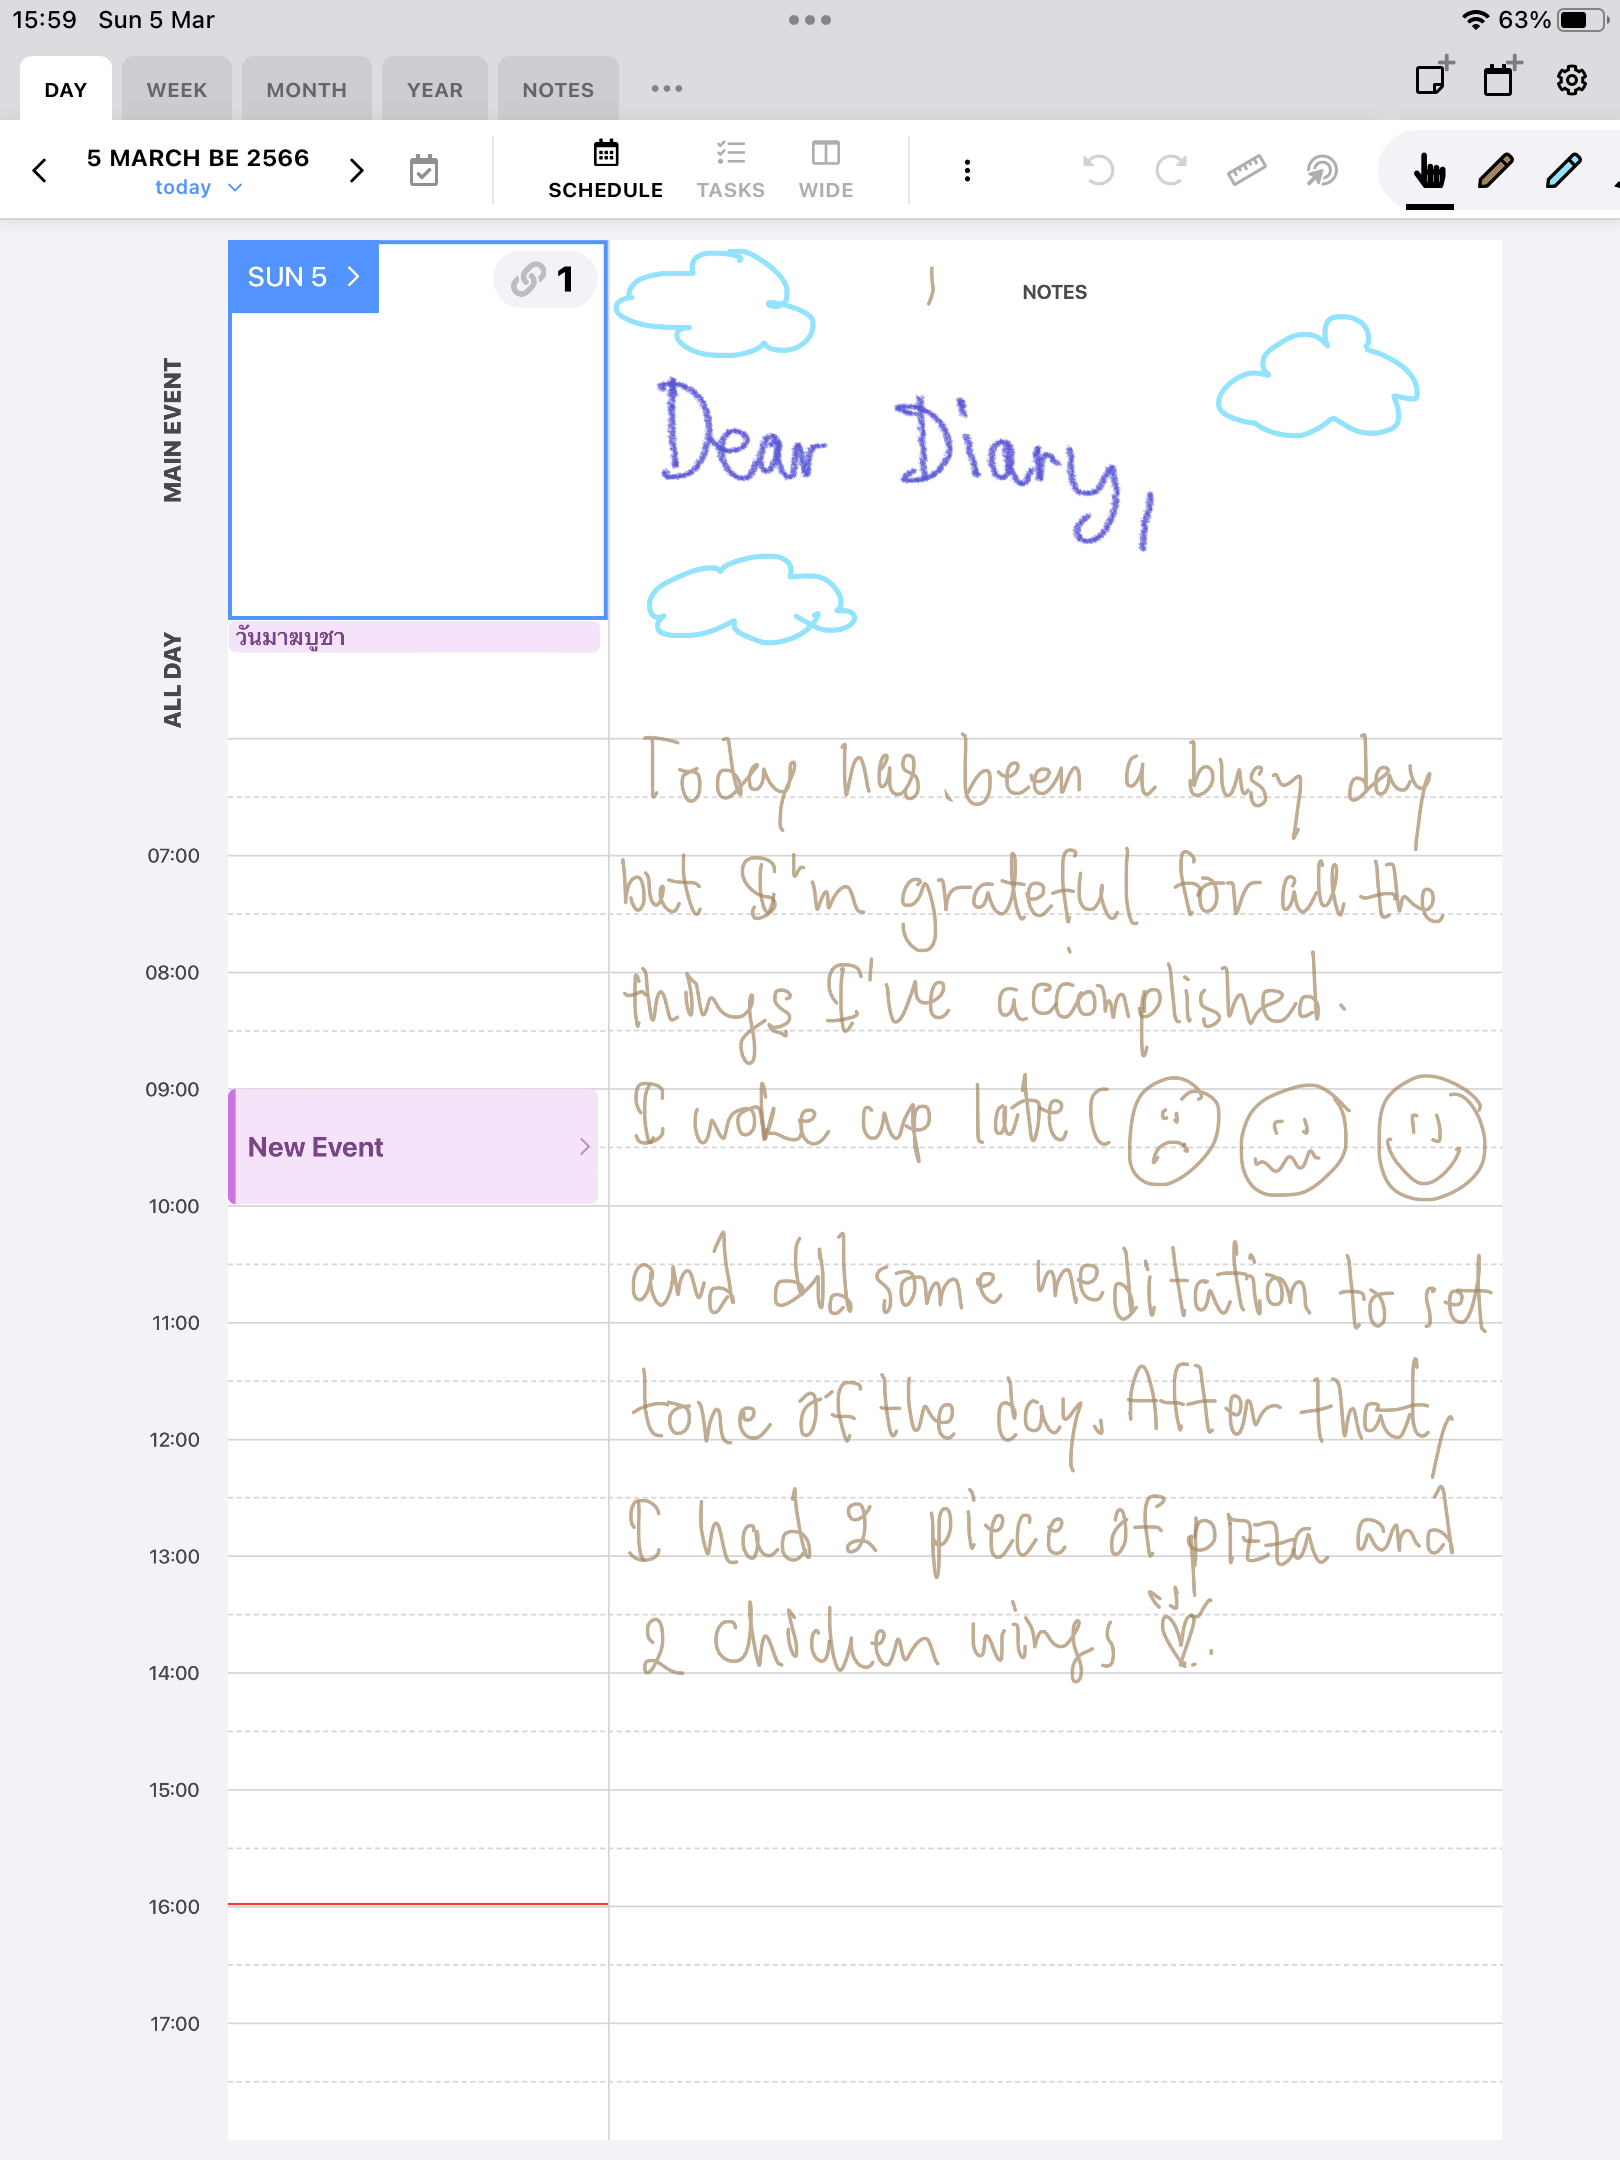 15:59 Sun 5 Mar 63%
DAY WEEK MONTH YEAR NOTES
5 MARCH BE 2566
today
SCHEDULE TASKS WIDE
SUN 5 1
NOTES
MAIN EVENT
Dear Diary,
วันมาฆบูชา
ALL DAY
Today has been a busy day
07:00
but I'm grateful for all the
08:00
things I've accomplished.
09:00
I woke up late (
New Event
10:00
and did some meditation to set
11:00
tone of the day. After that,
12:00
I had 2 piece of pizza and
13:00
2 chicken wings
14:00
15:00
16:00
17:00